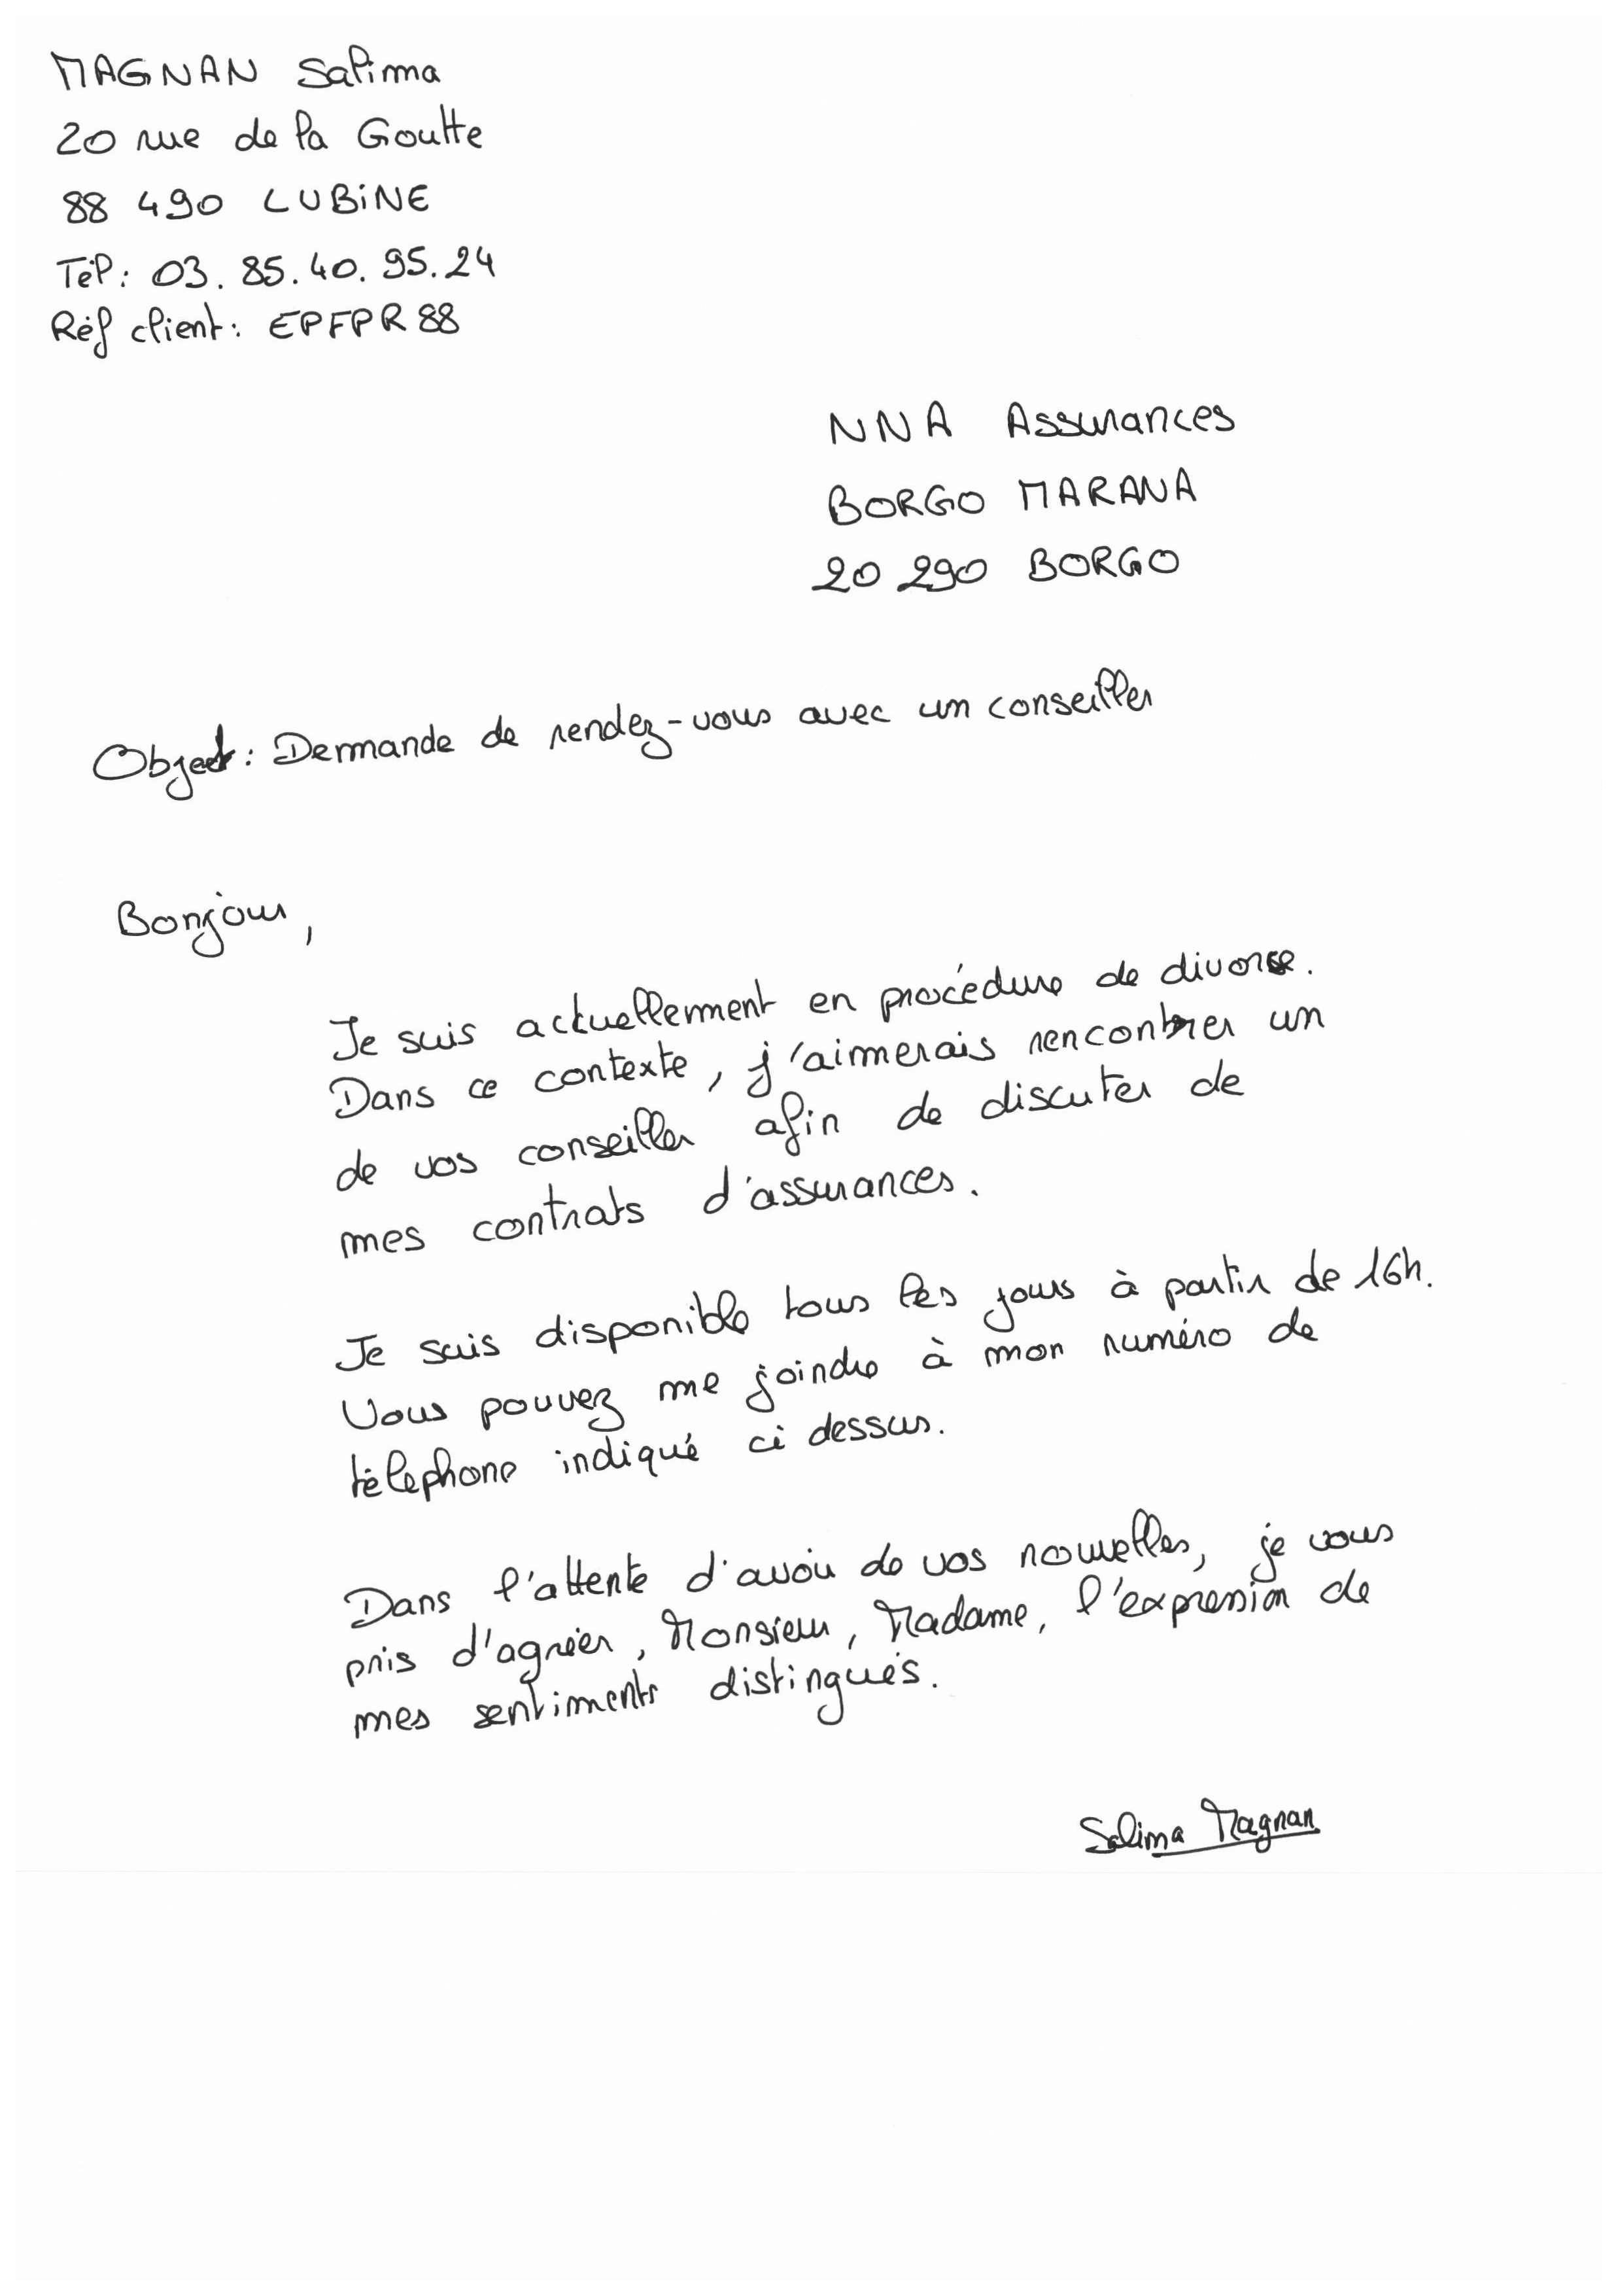 MAGNAN Salima
20 rue de la Goutte
88 490 LUBINE
Tél : 03. 85. 40. 95. 24
Réf client : EPFPR88
NNA Assurances
BORGO MARANA
20 290 BORGO
Objet : Demande de rendez-vous avec un conseiller
Bonjour,
Je suis actuellement en procédure de divorce.
Dans ce contexte, j'aimerais rencontrer un
de vos conseiller afin de discuter de
mes contrats d'assurances.
Je suis disponible tous les jours à partir de 16h.
Vous pouvez me joindre à mon numéro de
téléphone indiqué ci dessus.
Dans l'attente d'avoir de vos nouvelles, je vous
pris d'agréer, Monsieur, Madame, l'expression de
mes sentiments distingués.
Salima Magnan